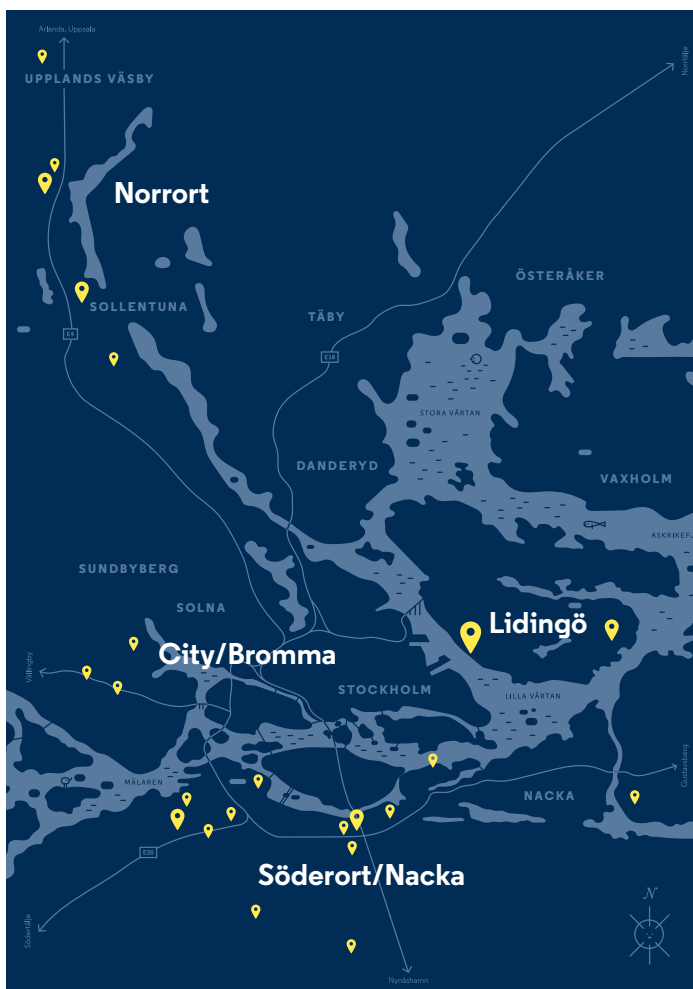 Arlanda, Uppsala
Norrtälje
UPPLANDS VÄSBY
Norrort
ÖSTERÅKER
SOLLENTUNA
TÄBY
E4
E18
STORA VÄRTAN
DANDERYD
VAXHOLM
ASKRIKEF
SUNDBYBERG
SOLNA
Lidingö
City/Bromma
Vällingby
STOCKHOLM
LILLA VÄRTAN
Gustavsberg
MÄLAREN
NACKA
E20
Söderort/Nacka
Södertälje
N
Nynäshamn